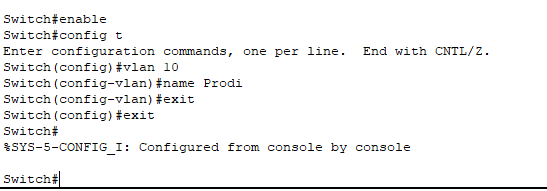 Switch#enable
Switch#config t
Enter configuration commands, one per line.  End with CNTL/Z.
Switch(config)#vlan 10
Switch(config-vlan)#name Prodi
Switch(config-vlan)#exit
Switch(config)#exit
Switch#
%SYS-5-CONFIG_I: Configured from console by console
Switch#